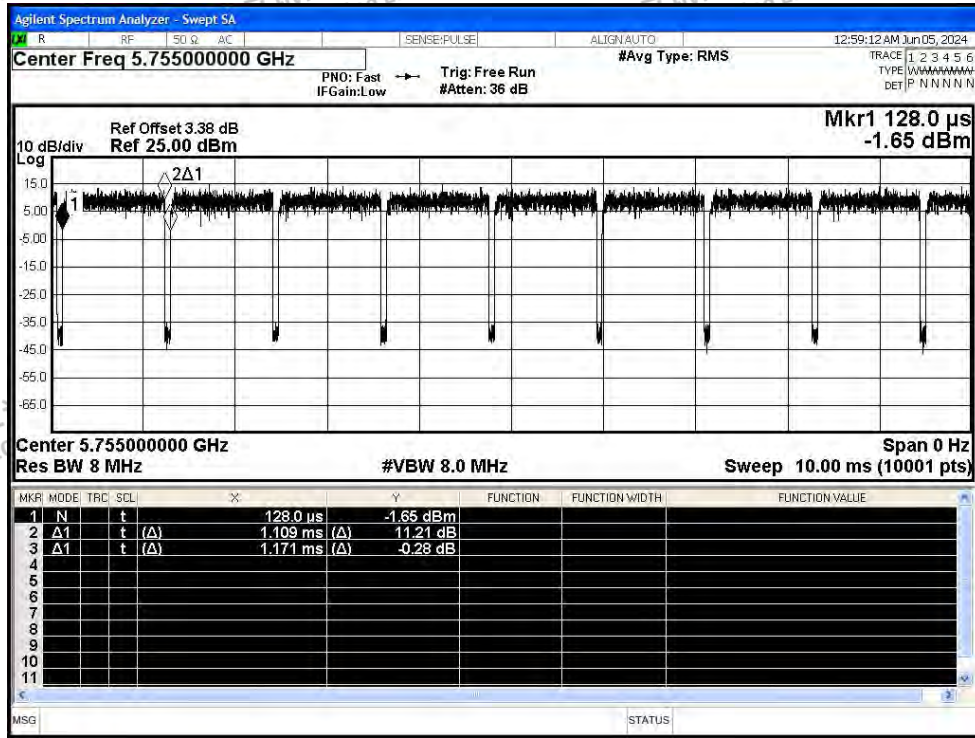 Agilent Spectrum Analyzer - Swept SA
LXI R RF 50 Ω AC SENSE:PULSE ALIGN AUTO 12:59:12 AM Jun 05, 2024
Center Freq 5.755000000 GHz #Avg Type: RMS TRACE 1 2 3 4 5 6
PNO: Fast Trig: Free Run TYPE WWWWWW
IFGain:Low #Atten: 36 dB DET P N N N N N
Mkr1 128.0 µs
Ref Offset 3.38 dB
10 dB/div Ref 25.00 dBm -1.65 dBm
Log
2Δ1
15.0
1
5.00
-5.00
-15.0
-25.0
-35.0
-45.0
-55.0
-65.0
Center 5.755000000 GHz Span 0 Hz
Res BW 8 MHz #VBW 8.0 MHz Sweep 10.00 ms (10001 pts)
MKR MODE TRC SCL X Y FUNCTION FUNCTION WIDTH FUNCTION VALUE
1 N t 128.0 µs -1.65 dBm
2 Δ1 t (Δ) 1.109 ms (Δ) 11.21 dB
3 Δ1 t (Δ) 1.171 ms (Δ) -0.28 dB
4
5
6
7
8
9
10
11
MSG STATUS